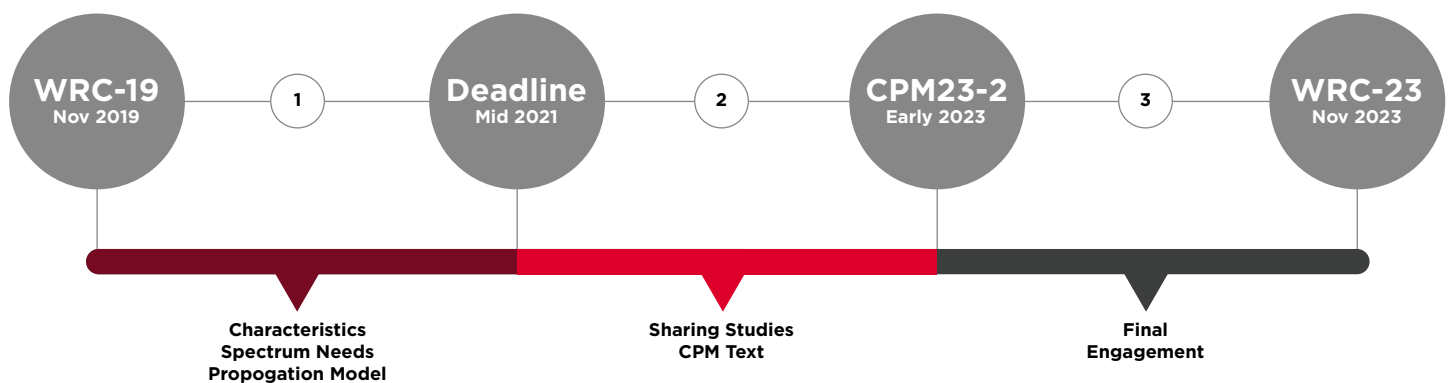 WRC-19
Nov 2019
1
Deadline
Mid 2021
2
CPM23-2
Early 2023
3
WRC-23
Nov 2023
Characteristics
Spectrum Needs
Propogation Model
Sharing Studies
CPM Text
Final
Engagement